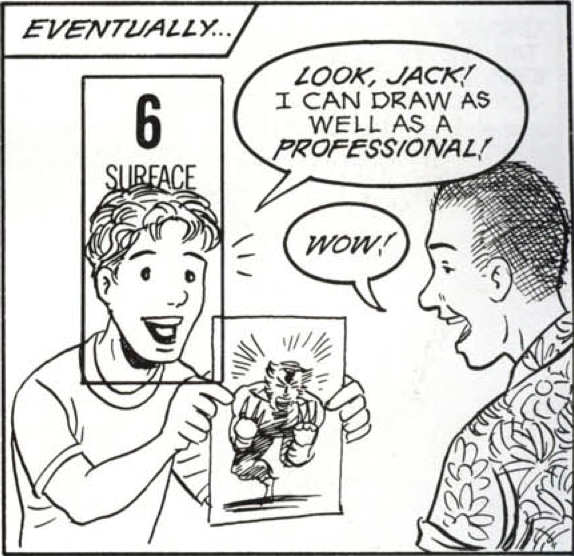 EVENTUALLY...
6
SURFACE
LOOK, JACK!
I CAN DRAW AS
WELL AS A
PROFESSIONAL!
WOW!